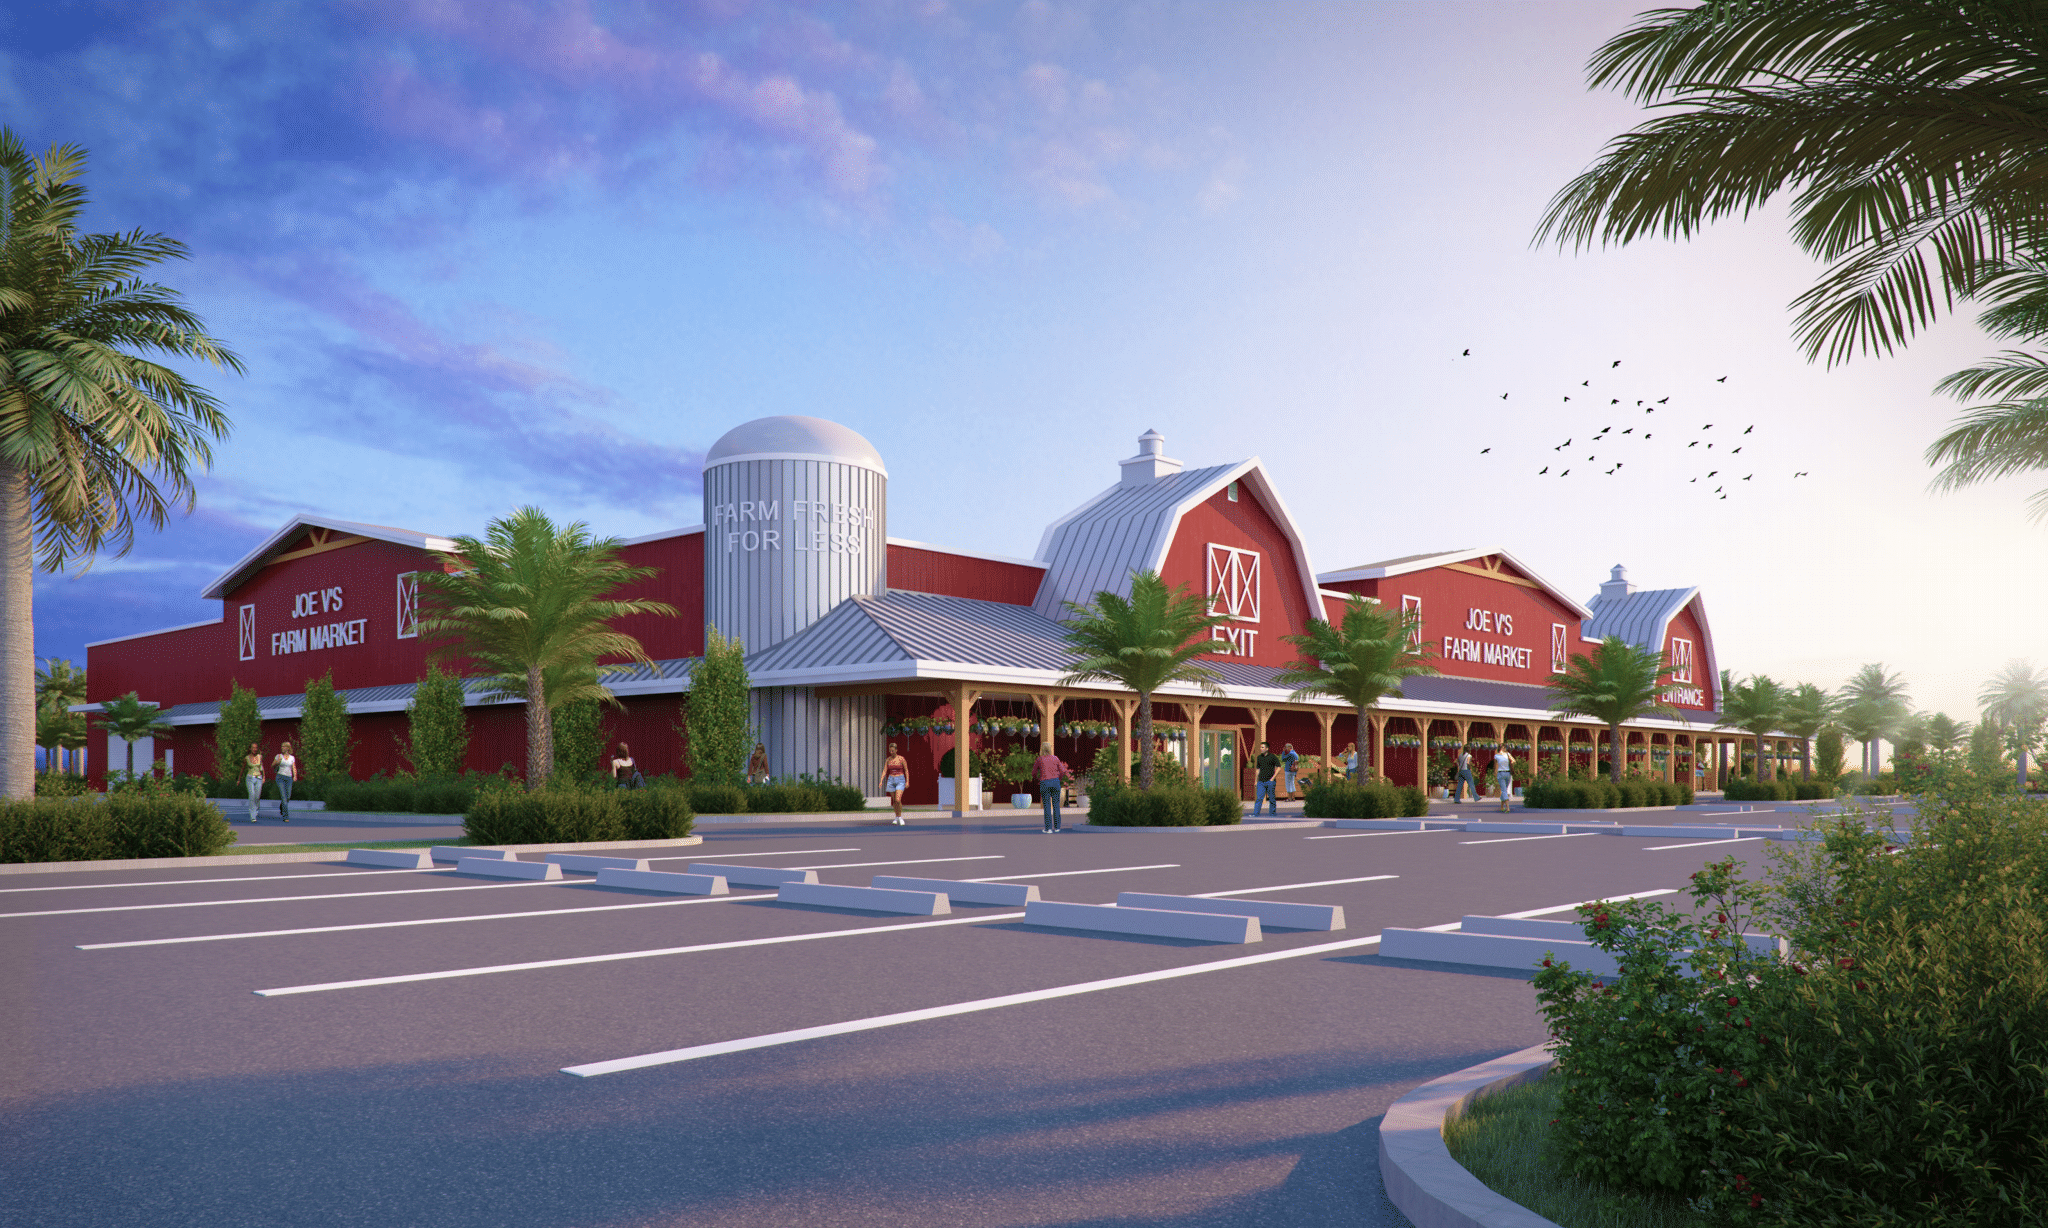 JOE V'S
FARM MARKET
FARM FRESH
FOR LESS
EXIT
JOE V'S
FARM MARKET
ENTRANCE